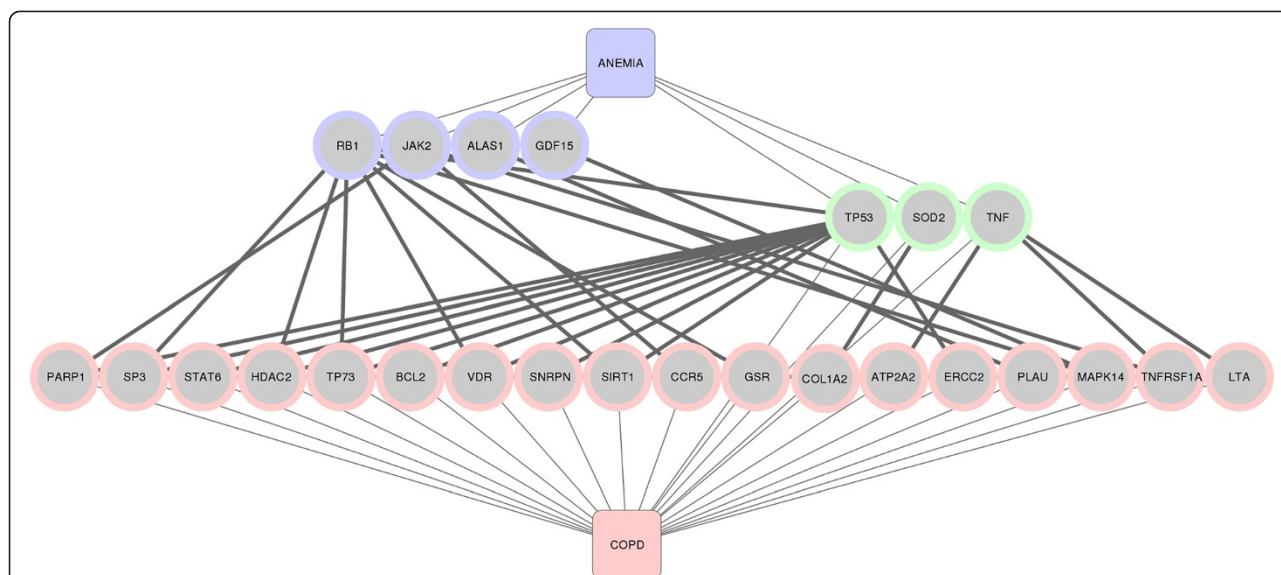 ANEMIA
RB1 JAK2 ALAS1 GDF15
TP53 SOD2 TNF
PARP1 SP3 STAT6 HDAC2 TP73 BCL2 VDR SNRPN SIRT1 CCR5 GSR COL1A2 ATP2A2 ERCC2 PLAU MAPK14 TNFRSF1A LTA
COPD